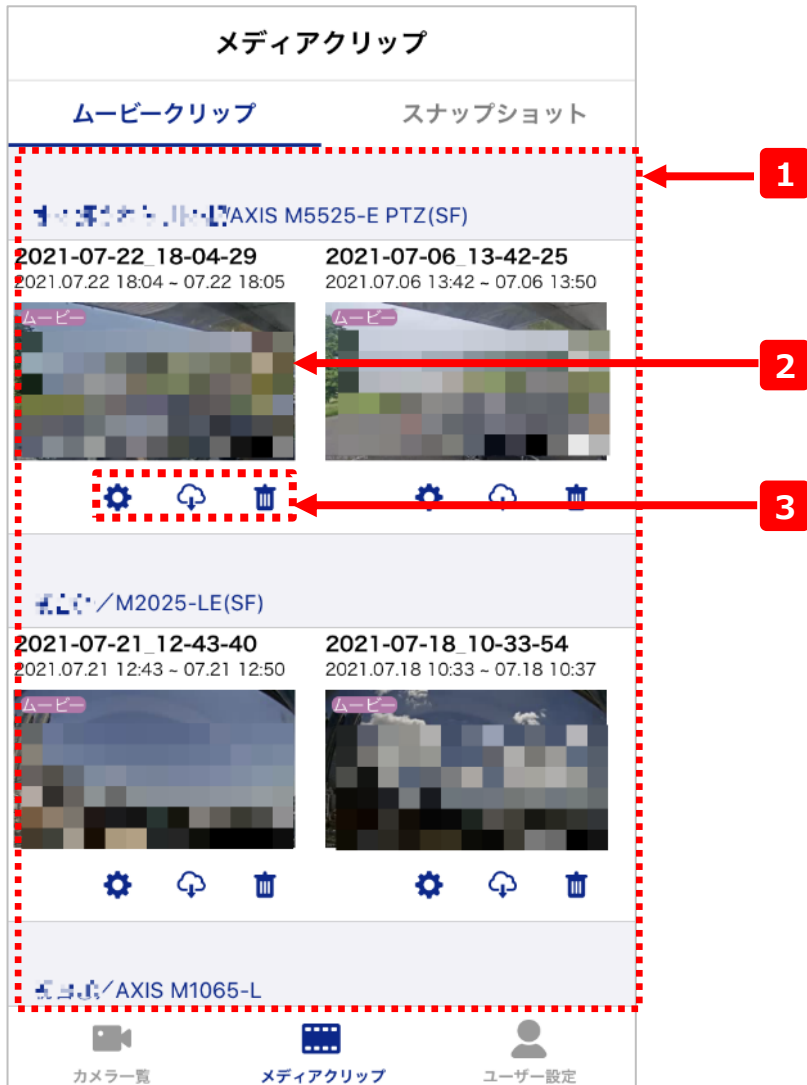 メディアクリップ
ムービークリップ
スナップショット
1
/AXIS M5525-E PTZ(SF)
2021-07-22_18-04-29
2021-07-06_13-42-25
2021.07.22 18:04 ~ 07.22 18:05
2021.07.06 13:42 ~ 07.06 13:50
ムービー
ムービー
2
3
/M2025-LE(SF)
2021-07-21_12-43-40
2021-07-18_10-33-54
2021.07.21 12:43 ~ 07.21 12:50
2021.07.18 10:33 ~ 07.18 10:37
ムービー
ムービー
/AXIS M1065-L
カメラ一覧
メディアクリップ
ユーザー設定